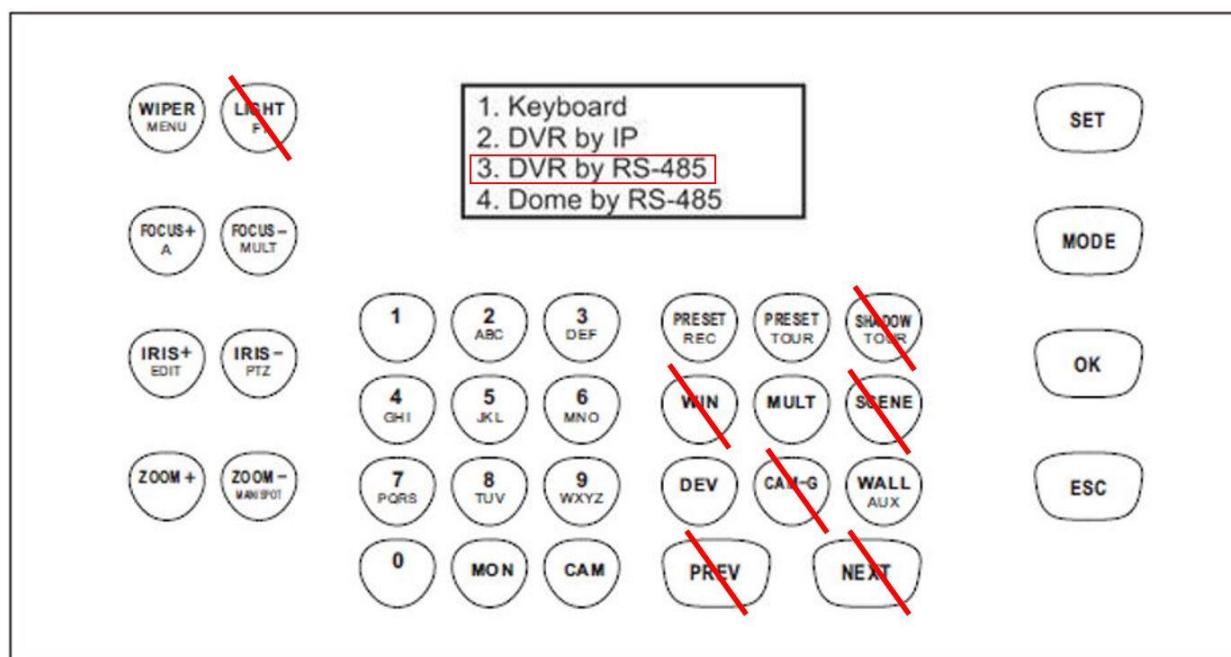 WIPER
MENU
LIGHT
1. Keyboard
2. DVR by IP
3. DVR by RS-485
4. Dome by RS-485
SET
FOCUS+
A
FOCUS–
MULT
MODE
1
2
ABC
3
DEF
PRESET
REC
PRESET
TOUR
SHADOW
TOUR
IRIS+
EDIT
IRIS–
PTZ
OK
4
GHI
5
JKL
6
MNO
WIN
MULT
SCENE
ZOOM+
ZOOM–
MAN/SPOT
7
PQRS
8
TUV
9
WXYZ
DEV
CAM-G
WALL
AUX
ESC
0
MON
CAM
PREV
NEXT